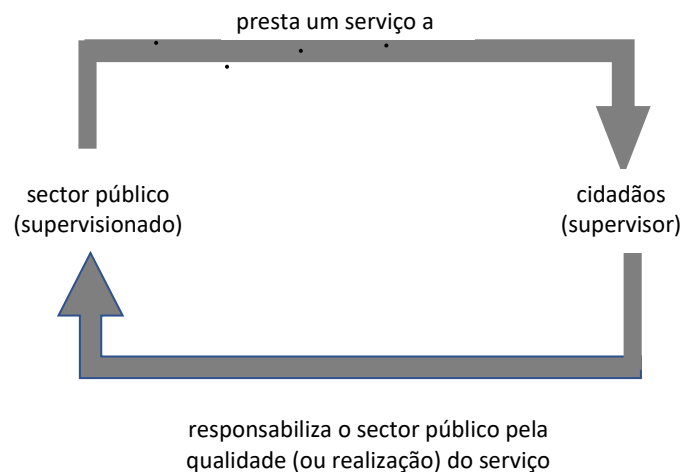 presta um serviço a
sector público
(supervisionado)
cidadãos
(supervisor)
responsabiliza o sector público pela
qualidade (ou realização) do serviço